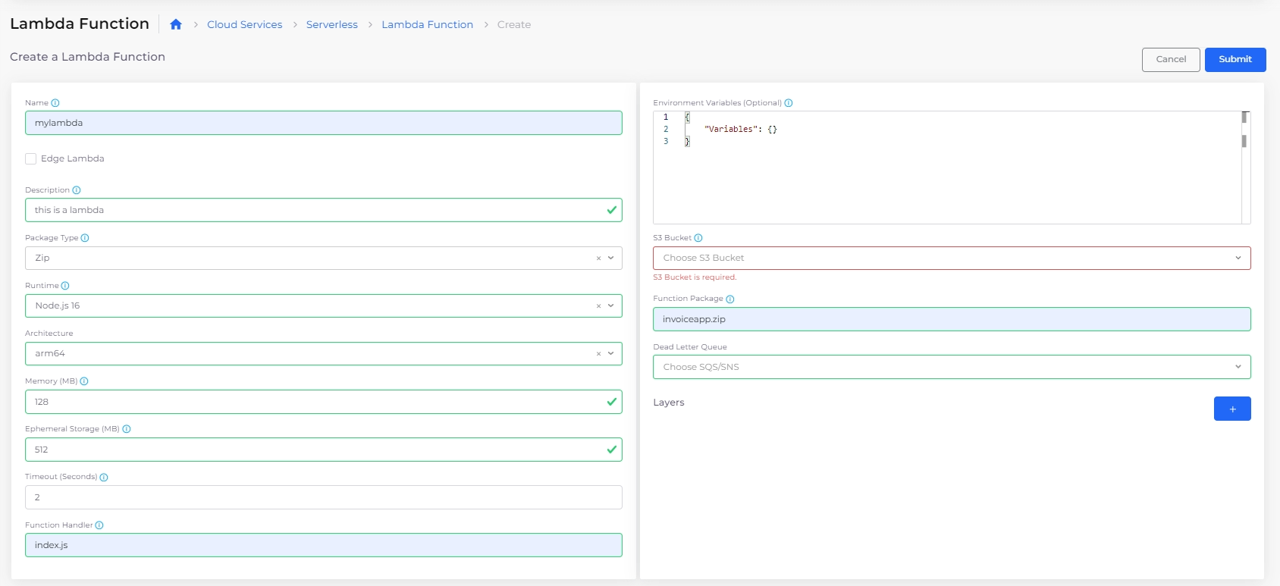 Lambda Function
Cloud Services > Serverless > Lambda Function > Create
Create a Lambda Function
Cancel
Submit
Name
mylambda
Edge Lambda
Description
this is a lambda
Package Type
Zip
Runtime
Node.js 16
Architecture
arm64
Memory (MB)
128
Ephemeral Storage (MB)
512
Timeout (Seconds)
2
Function Handler
index.js
Environment Variables (Optional)
1 {
2 "Variables": {}
3 }
S3 Bucket
Choose S3 Bucket
S3 Bucket is required.
Function Package
invoiceapp.zip
Dead Letter Queue
Choose SQS/SNS
Layers
+